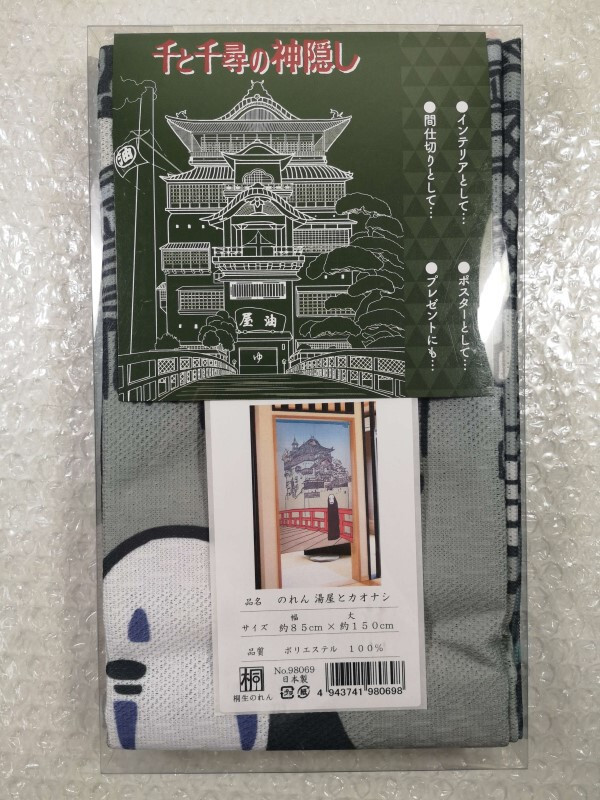 千と千尋の神隠し
●インテリアとして…
●間仕切りとして…
●ポスターとして…
●プレゼントにも…
油
油屋
ゆ
品名 のれん 湯屋とカオナシ
幅 丈
サイズ 約85cm×約150cm
品質 ポリエステル 100%
桐
桐生のれん
No.98069
日本製
プラ 紙
4 943741 980698